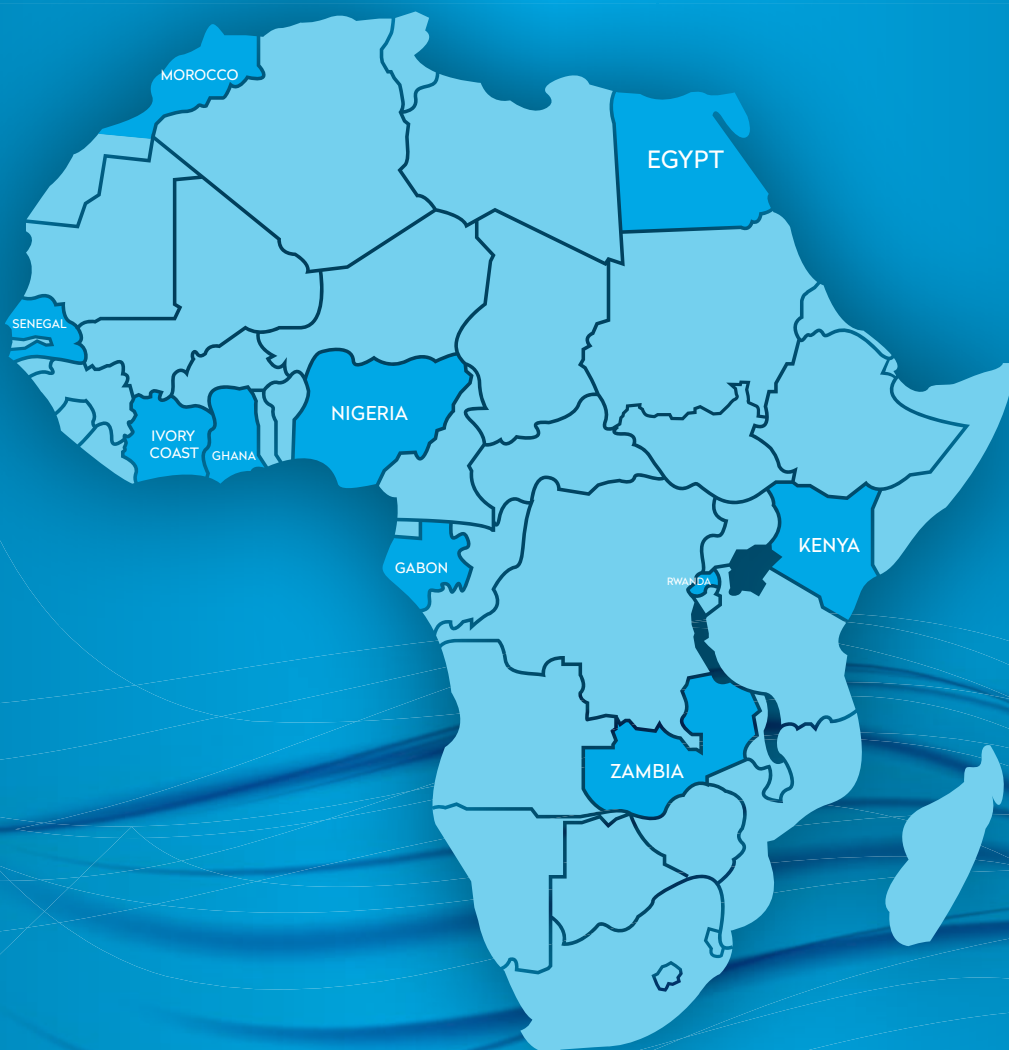 MOROCCO
EGYPT
SENEGAL
NIGERIA
IVORY
COAST
GHANA
KENYA
GABON
RWANDA
ZAMBIA